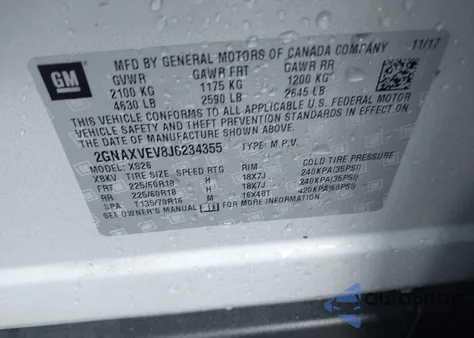 GM
MFD BY GENERAL MOTORS OF CANADA COMPANY 11/17
GVWR GAWR FRT GAWR RR
2100 KG 1175 KG 1200 KG
4630 LB 2590 LB 2645 LB
THIS VEHICLE CONFORMS TO ALL APPLICABLE U.S. FEDERAL MOTOR
VEHICLE SAFETY AND THEFT PREVENTION STANDARDS IN EFFECT ON THE
DATE OF MANUFACTURE SHOWN ABOVE.
2GNAXVEV8J6234355 TYPE: M.P.V.
MODEL: XS26
XBKV TIRE SIZE SPEED RTG RIM COLD TIRE PRESSURE
FRT 225/60R18 H 18X7J 240KPA(35PSI)
RR 225/60R18 H 18X7J 240KPA(35PSI)
SPA T135/70R16 M 16X4BT 420KPA(60PSI)
SEE OWNER'S MANUAL FOR MORE INFORMATION.